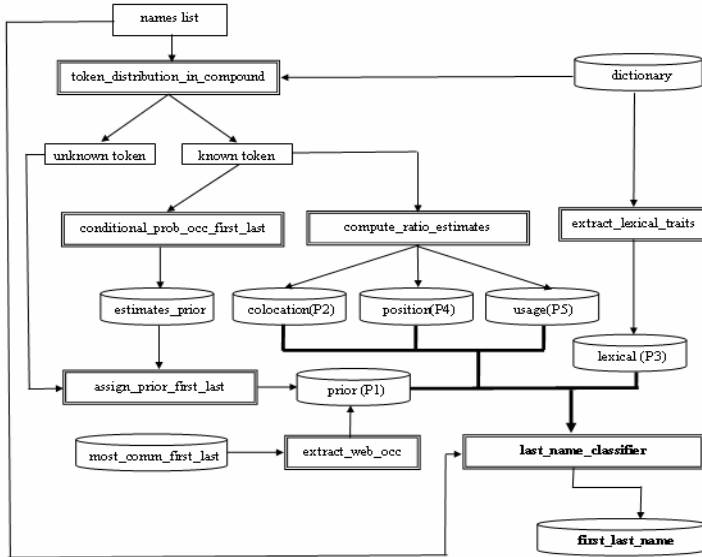 names list
token_distribution_in_compound
dictionary
unknown token
known token
conditional_prob_occ_first_last
compute_ratio_estimates
extract_lexical_traits
estimates_prior
colocation(P2)
position(P4)
usage(P5)
lexical (P3)
assign_prior_first_last
prior (P1)
most_comm_first_last
extract_web_occ
last_name_classifier
first_last_name